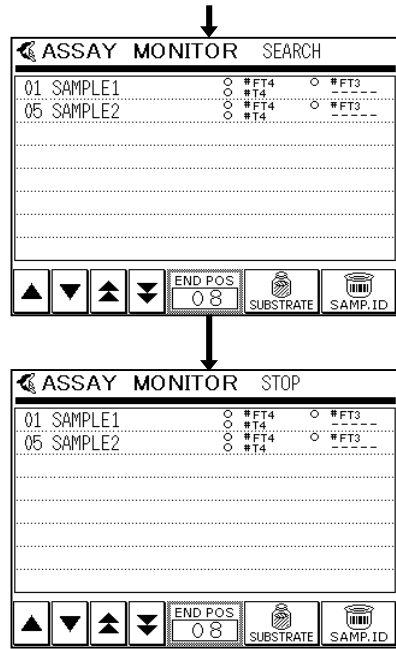 ASSAY MONITOR SEARCH
01 SAMPLE1 #FT4 #FT3
#T4 -----
05 SAMPLE2 #FT4 #FT3
#T4 -----
END POS
08
SUBSTRATE
SAMP.ID
ASSAY MONITOR STOP
01 SAMPLE1 #FT4 #FT3
#T4 -----
05 SAMPLE2 #FT4 #FT3
#T4 -----
END POS
08
SUBSTRATE
SAMP.ID